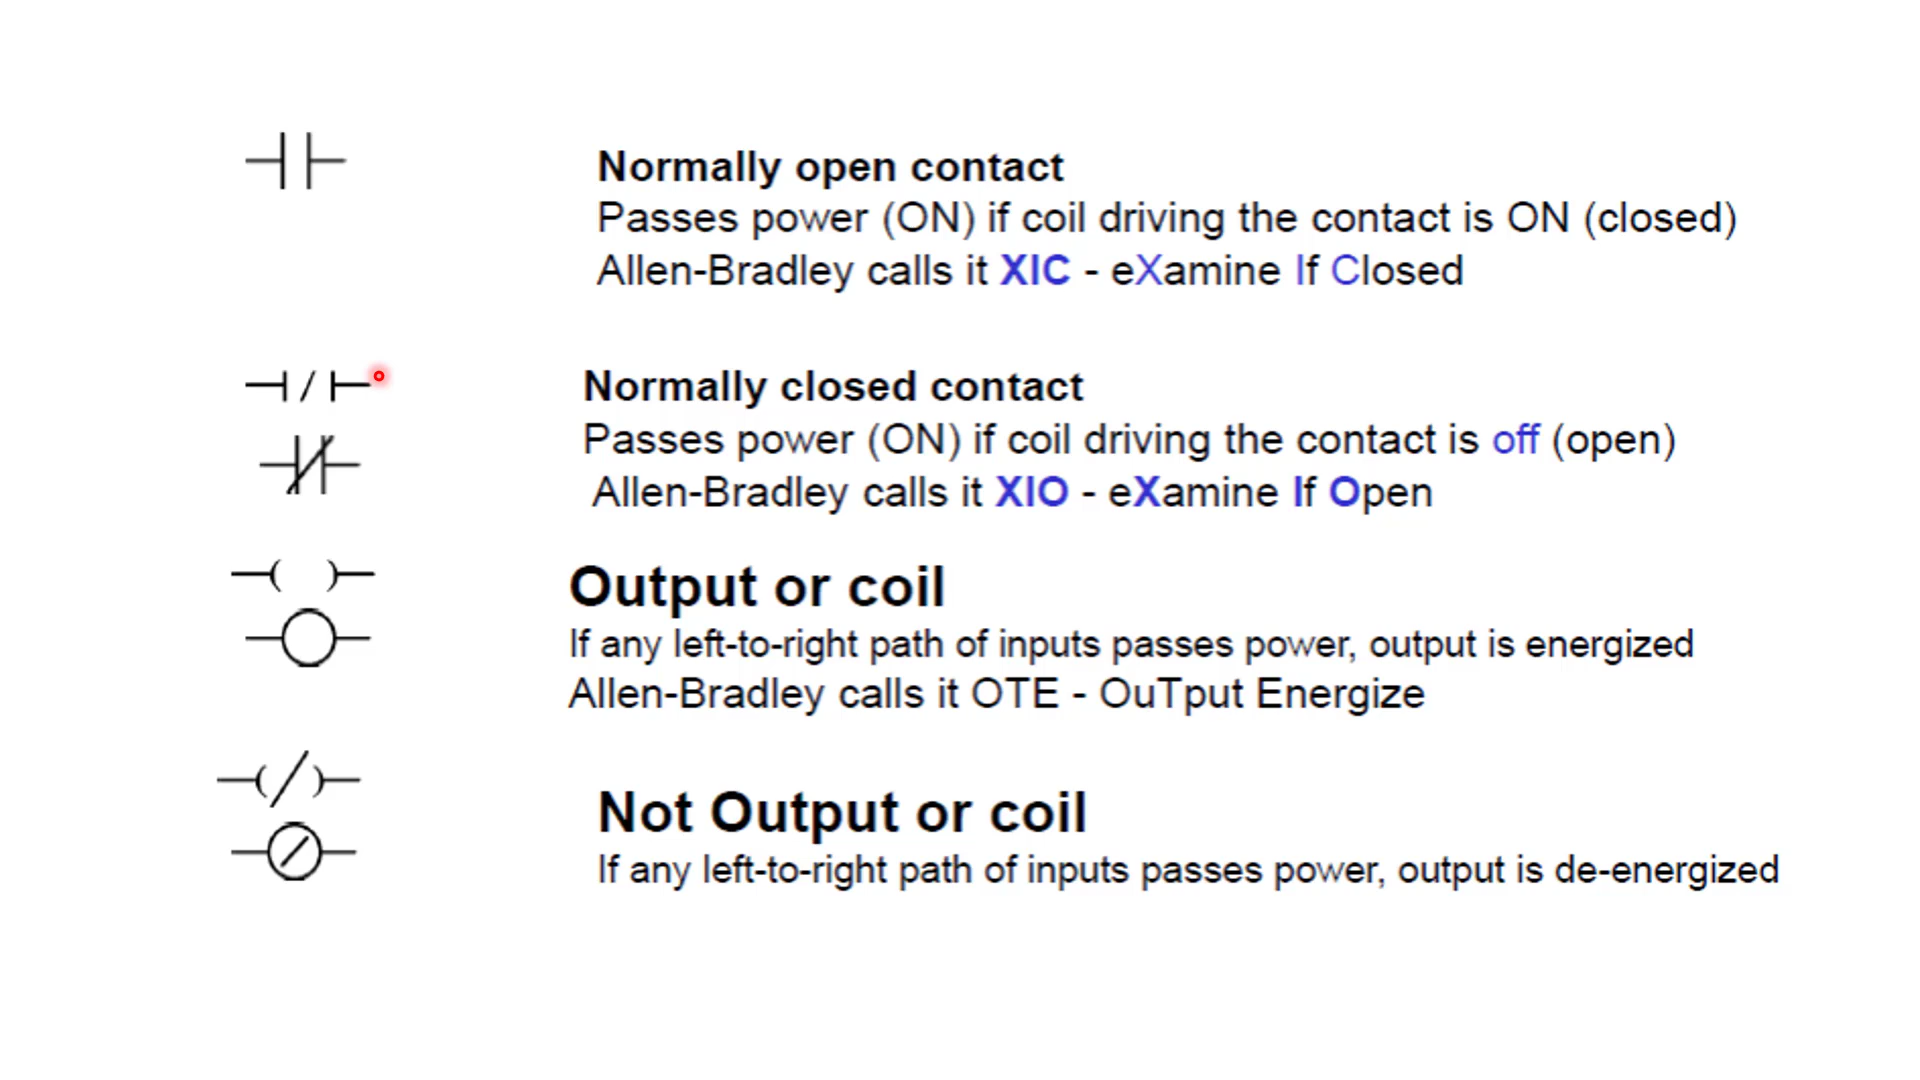 Normally open contact
Passes power (ON) if coil driving the contact is ON (closed)
Allen-Bradley calls it XIC - eXamine If Closed
Normally closed contact
Passes power (ON) if coil driving the contact is off (open)
Allen-Bradley calls it XIO - eXamine If Open
Output or coil
If any left-to-right path of inputs passes power, output is energized
Allen-Bradley calls it OTE - OuTput Energize
Not Output or coil
If any left-to-right path of inputs passes power, output is de-energized